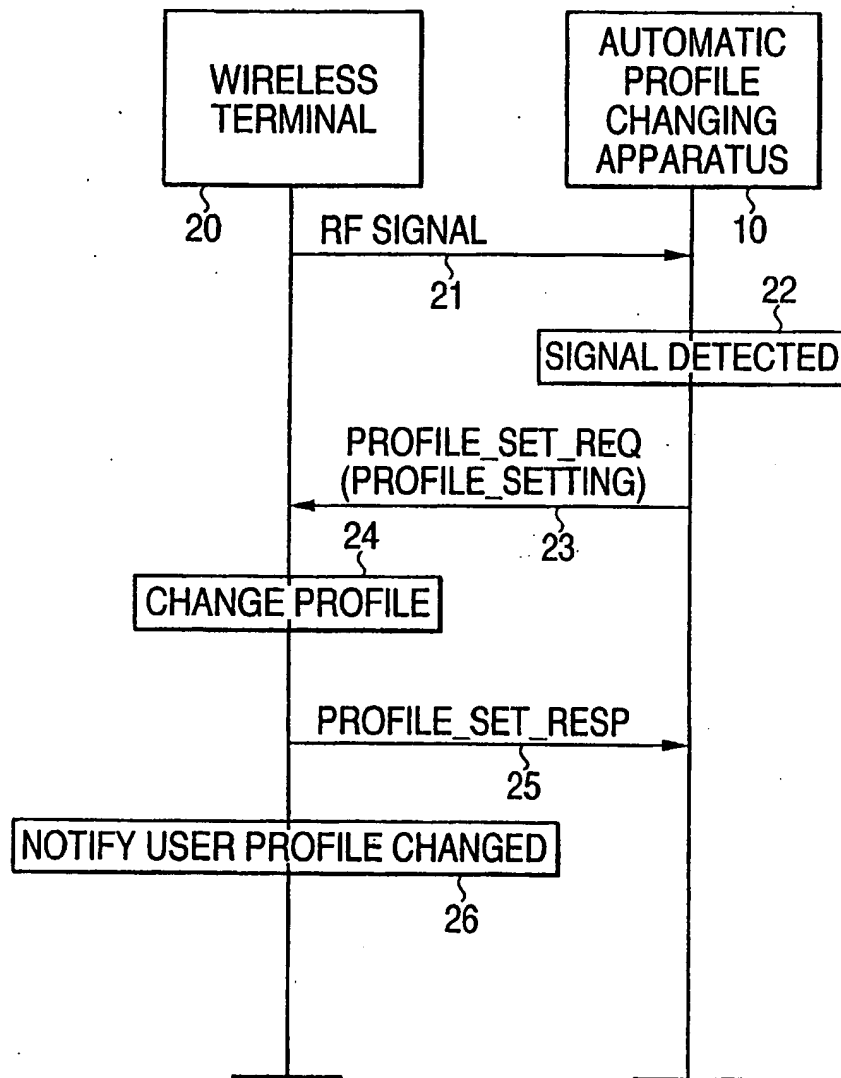 WIRELESS
TERMINAL
AUTOMATIC
PROFILE
CHANGING
APPARATUS
20
10
RF SIGNAL
21
22
SIGNAL DETECTED
PROFILE_SET_REQ
(PROFILE_SETTING)
23
24
CHANGE PROFILE
PROFILE_SET_RESP
25
NOTIFY USER PROFILE CHANGED
26